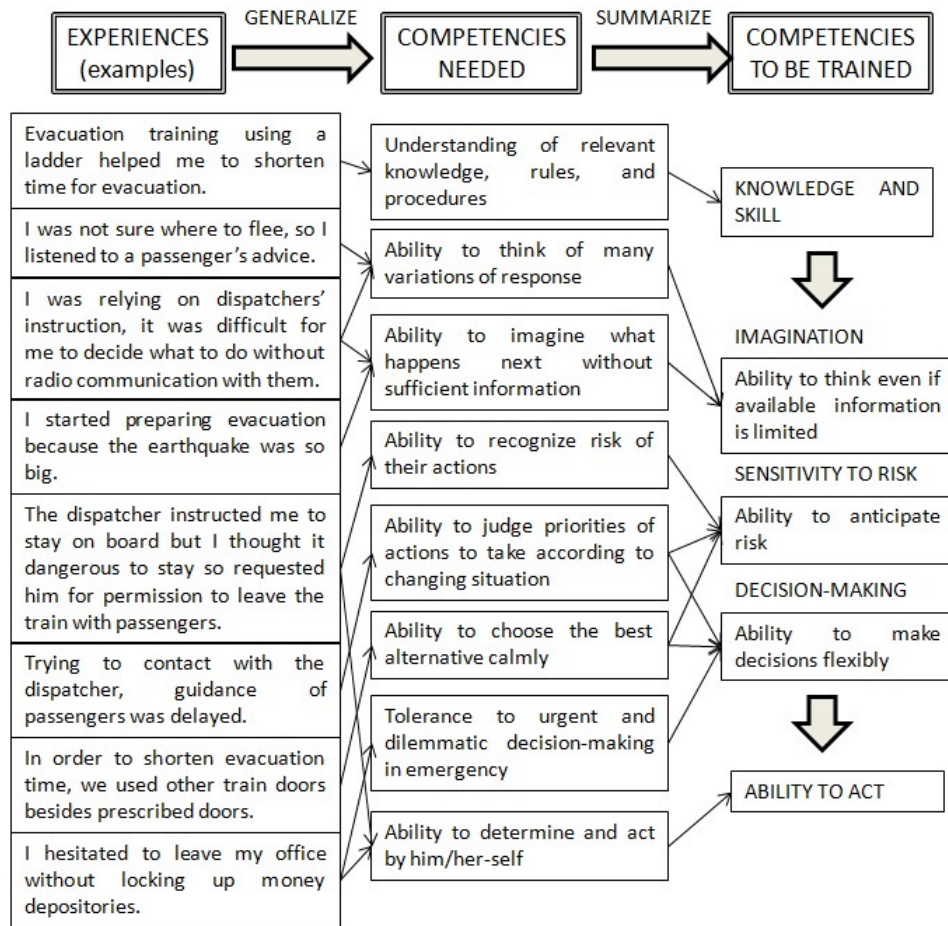 GENERALIZE
SUMMARIZE
EXPERIENCES
(examples)
COMPETENCIES
NEEDED
COMPETENCIES
TO BE TRAINED
Evacuation training using a
ladder helped me to shorten
time for evacuation.
I was not sure where to flee, so I
listened to a passenger’s advice.
I was relying on dispatchers’
instruction, it was difficult for
me to decide what to do without
radio communication with them.
I started preparing evacuation
because the earthquake was so
big.
The dispatcher instructed me to
stay on board but I thought it
dangerous to stay so requested
him for permission to leave the
train with passengers.
Trying to contact with the
dispatcher, guidance of
passengers was delayed.
In order to shorten evacuation
time, we used other train doors
besides prescribed doors.
I hesitated to leave my office
without locking up money
depositories.
Understanding of relevant
knowledge, rules, and
procedures
Ability to think of many
variations of response
Ability to imagine what
happens next without
sufficient information
Ability to recognize risk of
their actions
Ability to judge priorities of
actions to take according to
changing situation
Ability to choose the best
alternative calmly
Tolerance to urgent and
dilemmatic decision-making
in emergency
Ability to determine and act
by him/her-self
KNOWLEDGE AND
SKILL
IMAGINATION
Ability to think even if
available information
is limited
SENSITIVITY TO RISK
Ability to anticipate
risk
DECISION-MAKING
Ability to make
decisions flexibly
ABILITY TO ACT